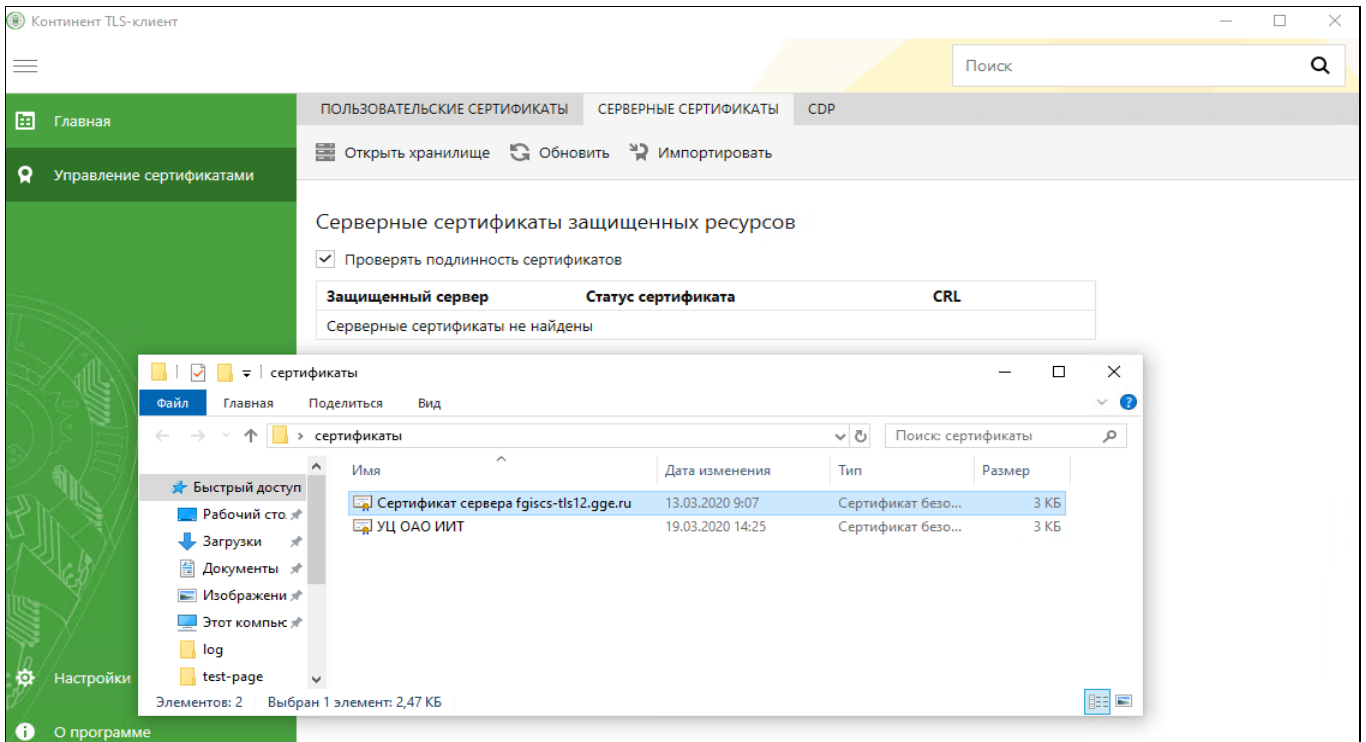 Континент TLS-клиент
Поиск
ПОЛЬЗОВАТЕЛЬСКИЕ СЕРТИФИКАТЫ СЕРВЕРНЫЕ СЕРТИФИКАТЫ CDP
Главная
Открыть хранилище Обновить Импортировать
Управление сертификатами
Серверные сертификаты защищенных ресурсов
Проверять подлинность сертификатов
Защищенный сервер Статус сертификата CRL
Серверные сертификаты не найдены
сертификаты
Файл Главная Поделиться Вид
сертификаты Поиск: сертификаты
Имя Дата изменения Тип Размер
Быстрый доступ
Сертификат сервера fgiscs-tls12.gge.ru 13.03.2020 9:07 Сертификат безо... 3 КБ
Рабочий сто.
УЦ ОАО ИИТ 19.03.2020 14:25 Сертификат безо... 3 КБ
Загрузки
Документы
Изображени
Этот компьк
log
test-page
Настройки
Элементов: 2 Выбран 1 элемент: 2,47 КБ
О программе